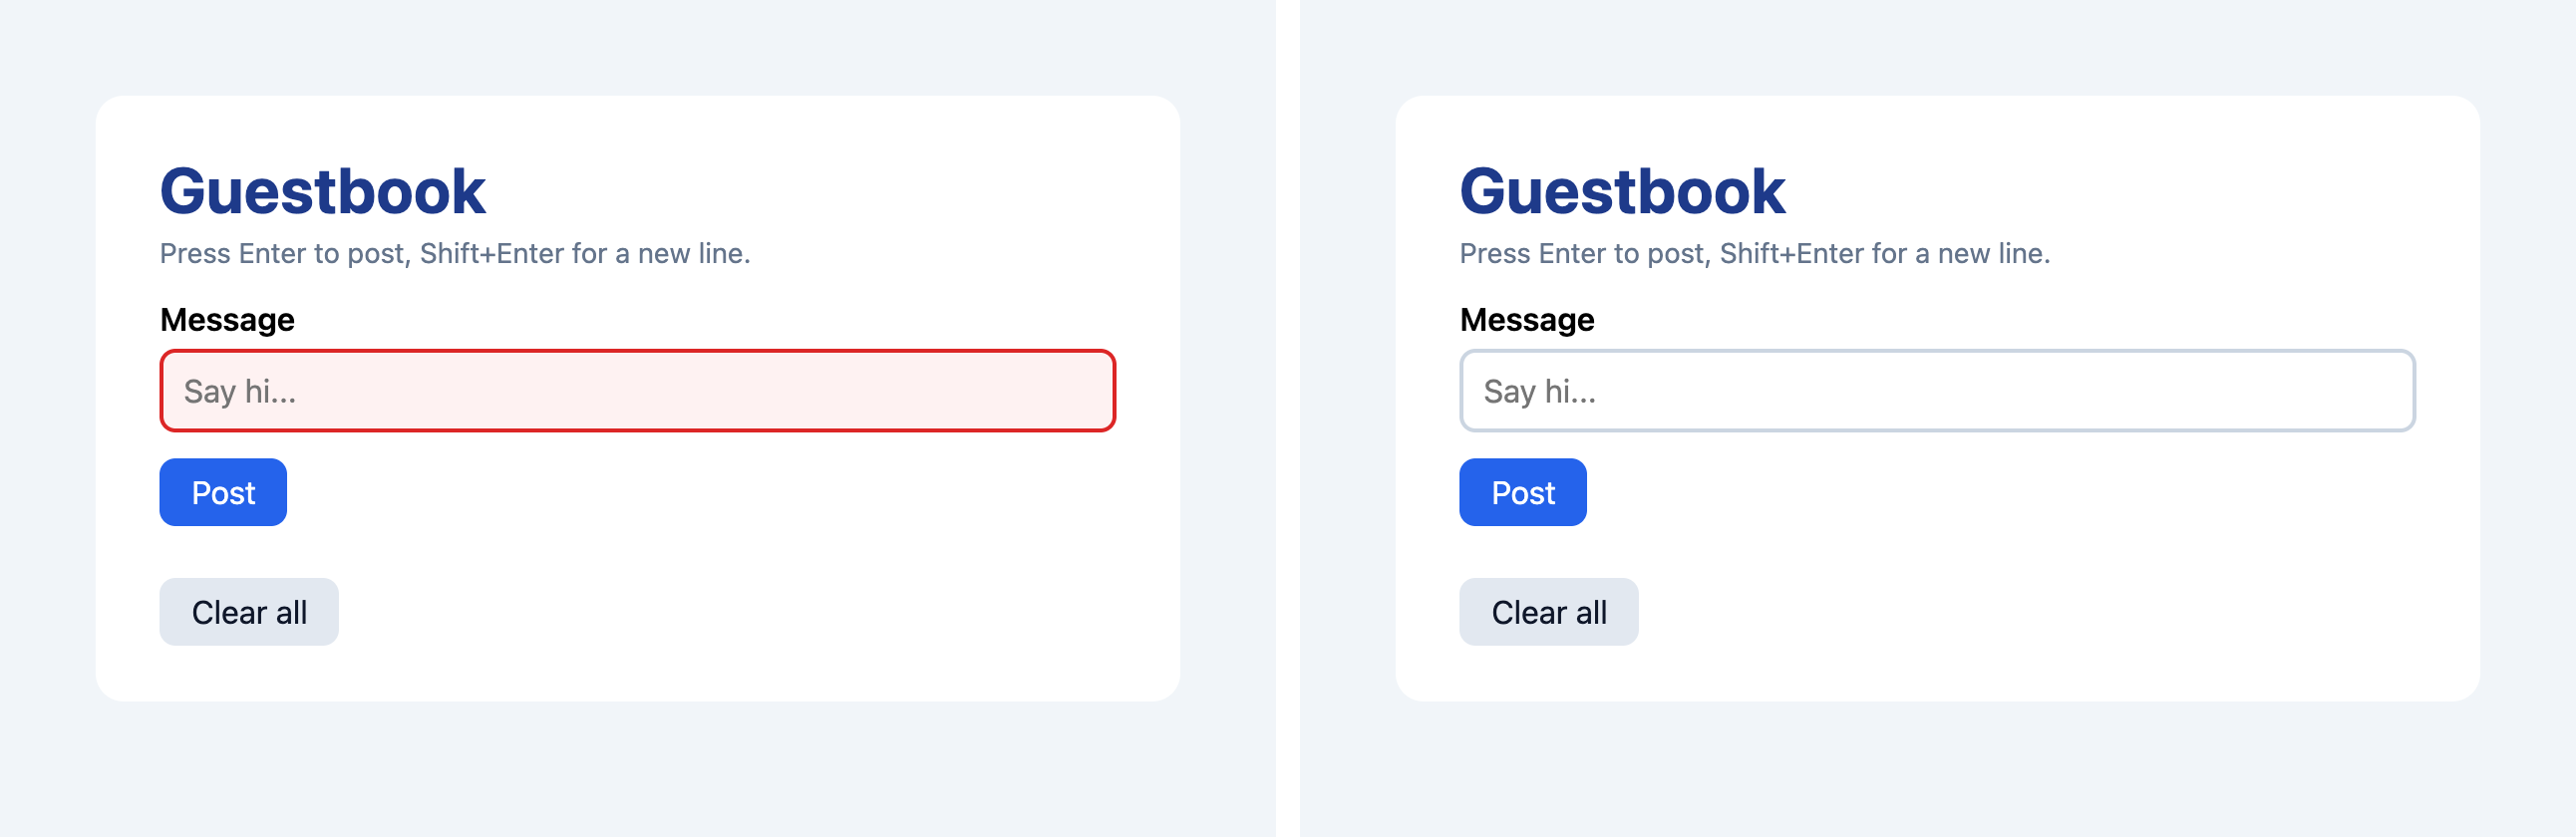 Guestbook
Press Enter to post, Shift+Enter for a new line.
Message
Say hi...
Post
Clear all
Guestbook
Press Enter to post, Shift+Enter for a new line.
Message
Say hi...
Post
Clear all